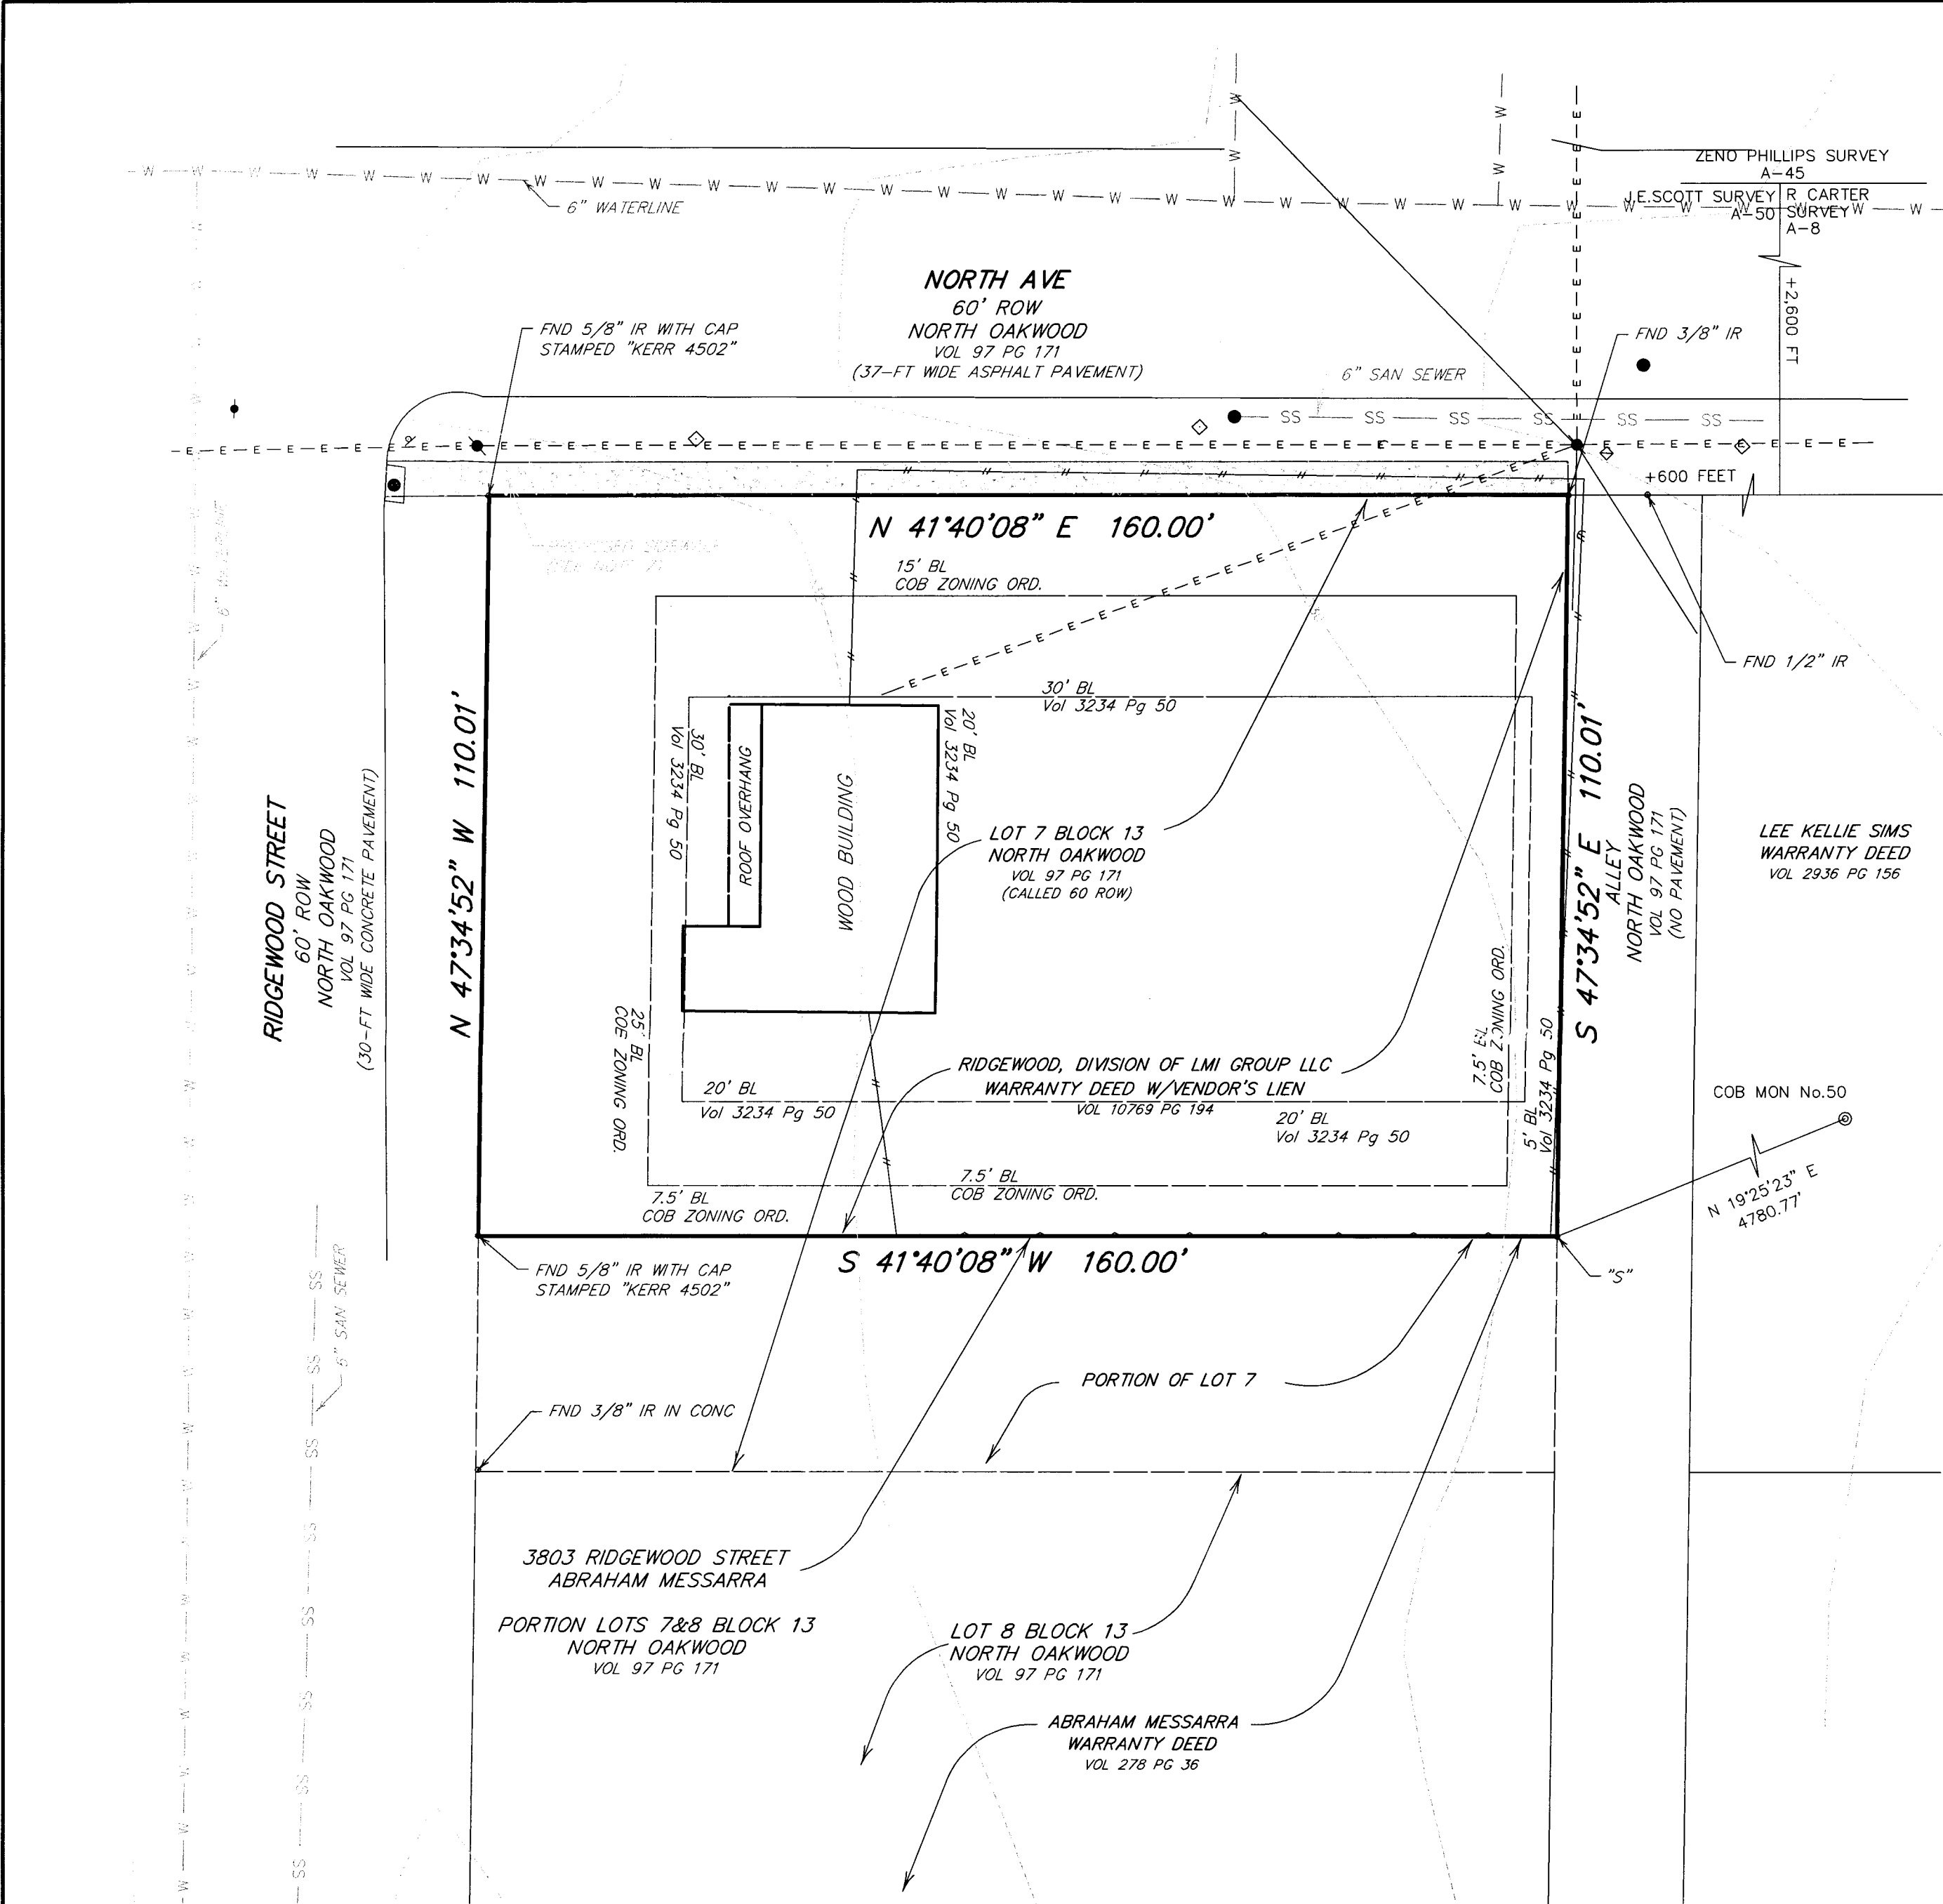 ZENO PHILLIPS SURVEY
A-45
J.E.SCOTT SURVEY
A-50
R CARTER
SURVEY
A-8
6" WATERLINE
NORTH AVE
60' ROW
NORTH OAKWOOD
VOL 97 PG 171
(37-FT WIDE ASPHALT PAVEMENT)
FND 5/8" IR WITH CAP
STAMPED "KERR 4502"
+2,600 FT
FND 3/8" IR
6" SAN SEWER
+600 FEET
N 41°40'08" E 160.00'
15' BL
COB ZONING ORD.
PROPOSED SIDEWALK
6" WATERLINE
FND 1/2" IR
30' BL
Vol 3234 Pg 50
30' BL
Vol 3234 Pg 50
20' BL
Vol 3234 Pg 50
ROOF OVERHANG
WOOD BUILDING
N 47°34'52" W 110.01'
RIDGEWOOD STREET
60' ROW
NORTH OAKWOOD
VOL 97 PG 171
(30-FT WIDE CONCRETE PAVEMENT)
LOT 7 BLOCK 13
NORTH OAKWOOD
VOL 97 PG 171
(CALLED 60 ROW)
S 47°34'52" E 110.01'
ALLEY
NORTH OAKWOOD
VOL 97 PG 171
(NO PAVEMENT)
LEE KELLIE SIMS
WARRANTY DEED
VOL 2936 PG 156
25' BL
COE ZONING ORD.
7.5' BL
COB ZONING ORD.
5' BL
Vol 3234 Pg 50
RIDGEWOOD, DIVISION OF LMI GROUP LLC
WARRANTY DEED W/VENDOR'S LIEN
VOL 10769 PG 194
20' BL
Vol 3234 Pg 50
20' BL
Vol 3234 Pg 50
COB MON No.50
N 19°25'23" E
4780.77'
7.5' BL
COB ZONING ORD.
7.5' BL
COB ZONING ORD.
S 41°40'08" W 160.00'
FND 5/8" IR WITH CAP
STAMPED "KERR 4502"
"S"
6" SAN SEWER
PORTION OF LOT 7
FND 3/8" IR IN CONC
3803 RIDGEWOOD STREET
ABRAHAM MESSARRA
PORTION LOTS 7&8 BLOCK 13
NORTH OAKWOOD
VOL 97 PG 171
LOT 8 BLOCK 13
NORTH OAKWOOD
VOL 97 PG 171
ABRAHAM MESSARRA
WARRANTY DEED
VOL 278 PG 36